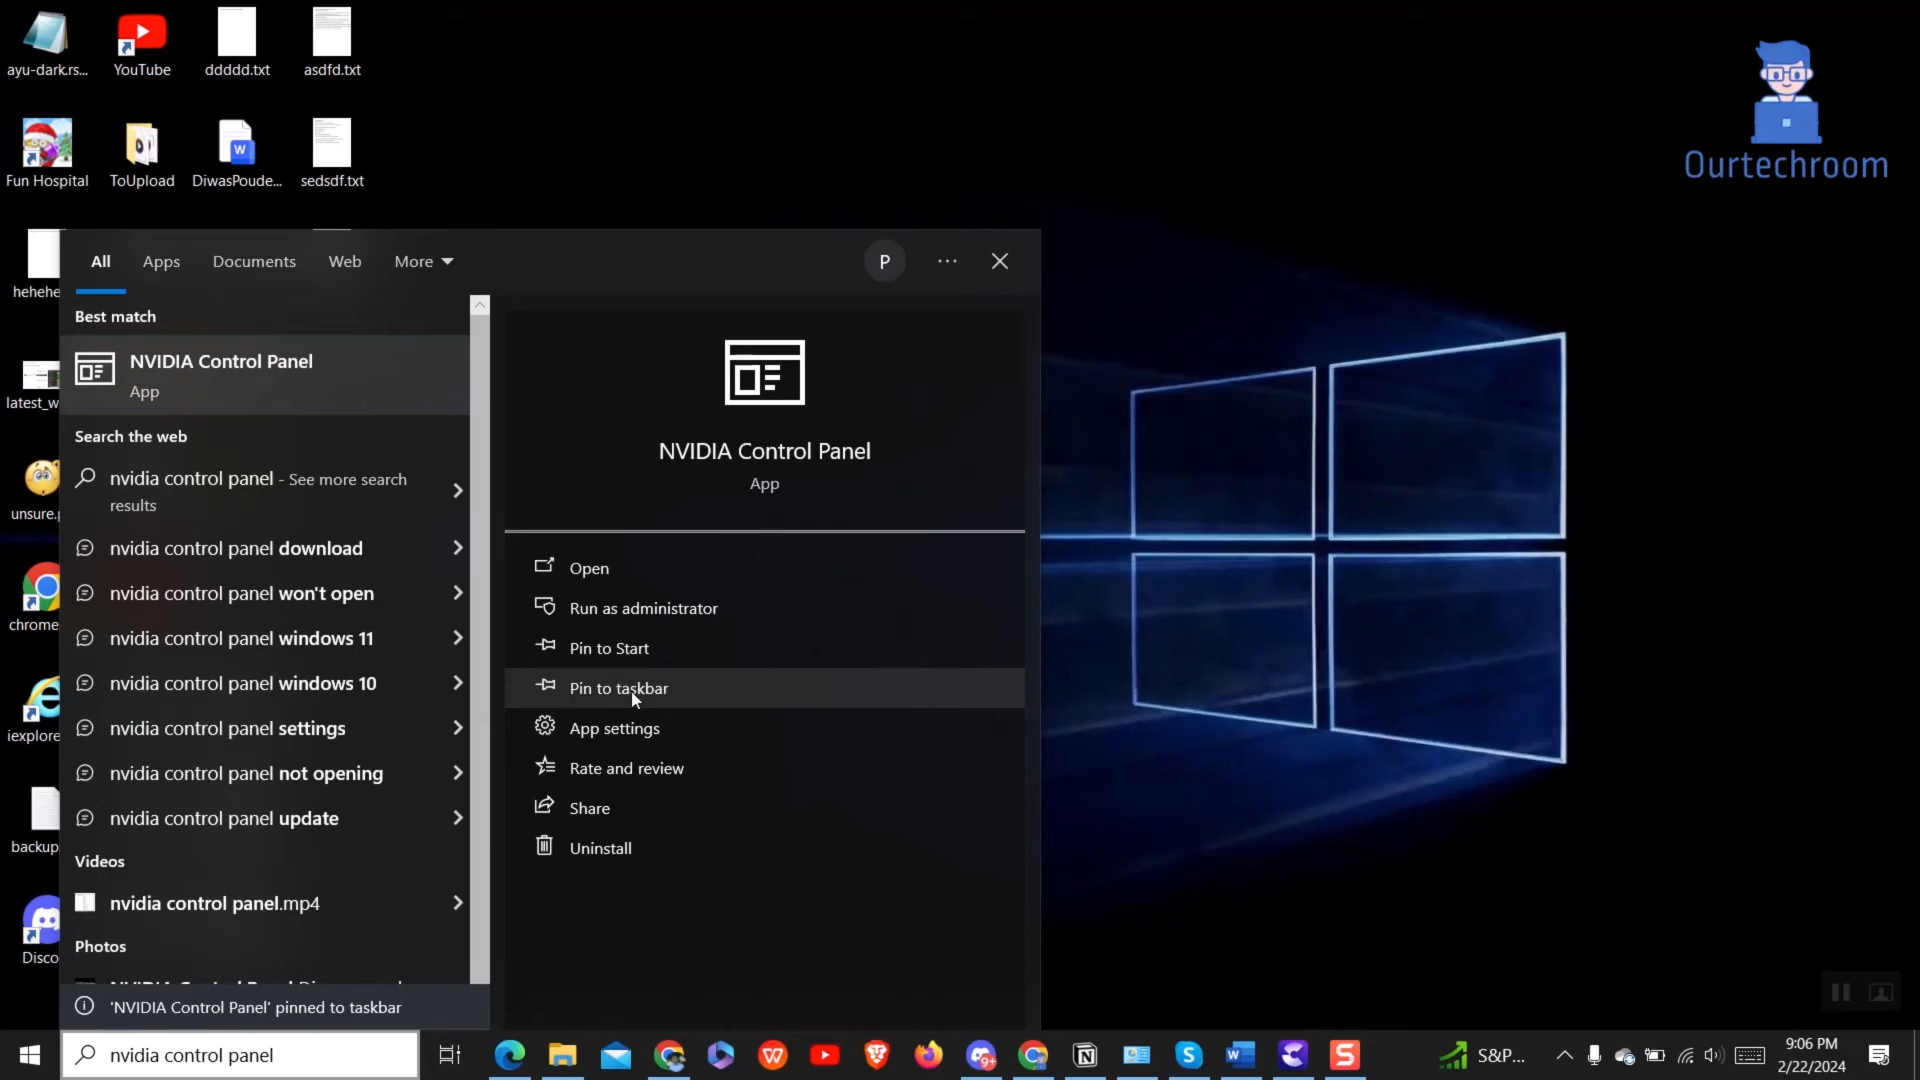 ayu-dark.rs...
YouTube
ddddd.txt
asdfd.txt
Ourtechroom
Fun Hospital
ToUpload
W
DiwasPoude...
sedsdf.txt
hehehe
latest_w
unsure.p
chrome
iexplore
backup
Disco
All
Apps
Documents
Web
More
P
Best match
NVIDIA Control Panel
App
Search the web
nvidia control panel - See more search
results
nvidia control panel download
nvidia control panel won't open
nvidia control panel windows 11
nvidia control panel windows 10
nvidia control panel settings
nvidia control panel not opening
nvidia control panel update
Videos
nvidia control panel.mp4
Photos
'NVIDIA Control Panel' pinned to taskbar
NVIDIA Control Panel
App
Open
Run as administrator
Pin to Start
Pin to taskbar
App settings
Rate and review
Share
Uninstall
nvidia control panel
9+
S&P...
9:06 PM
2/22/2024